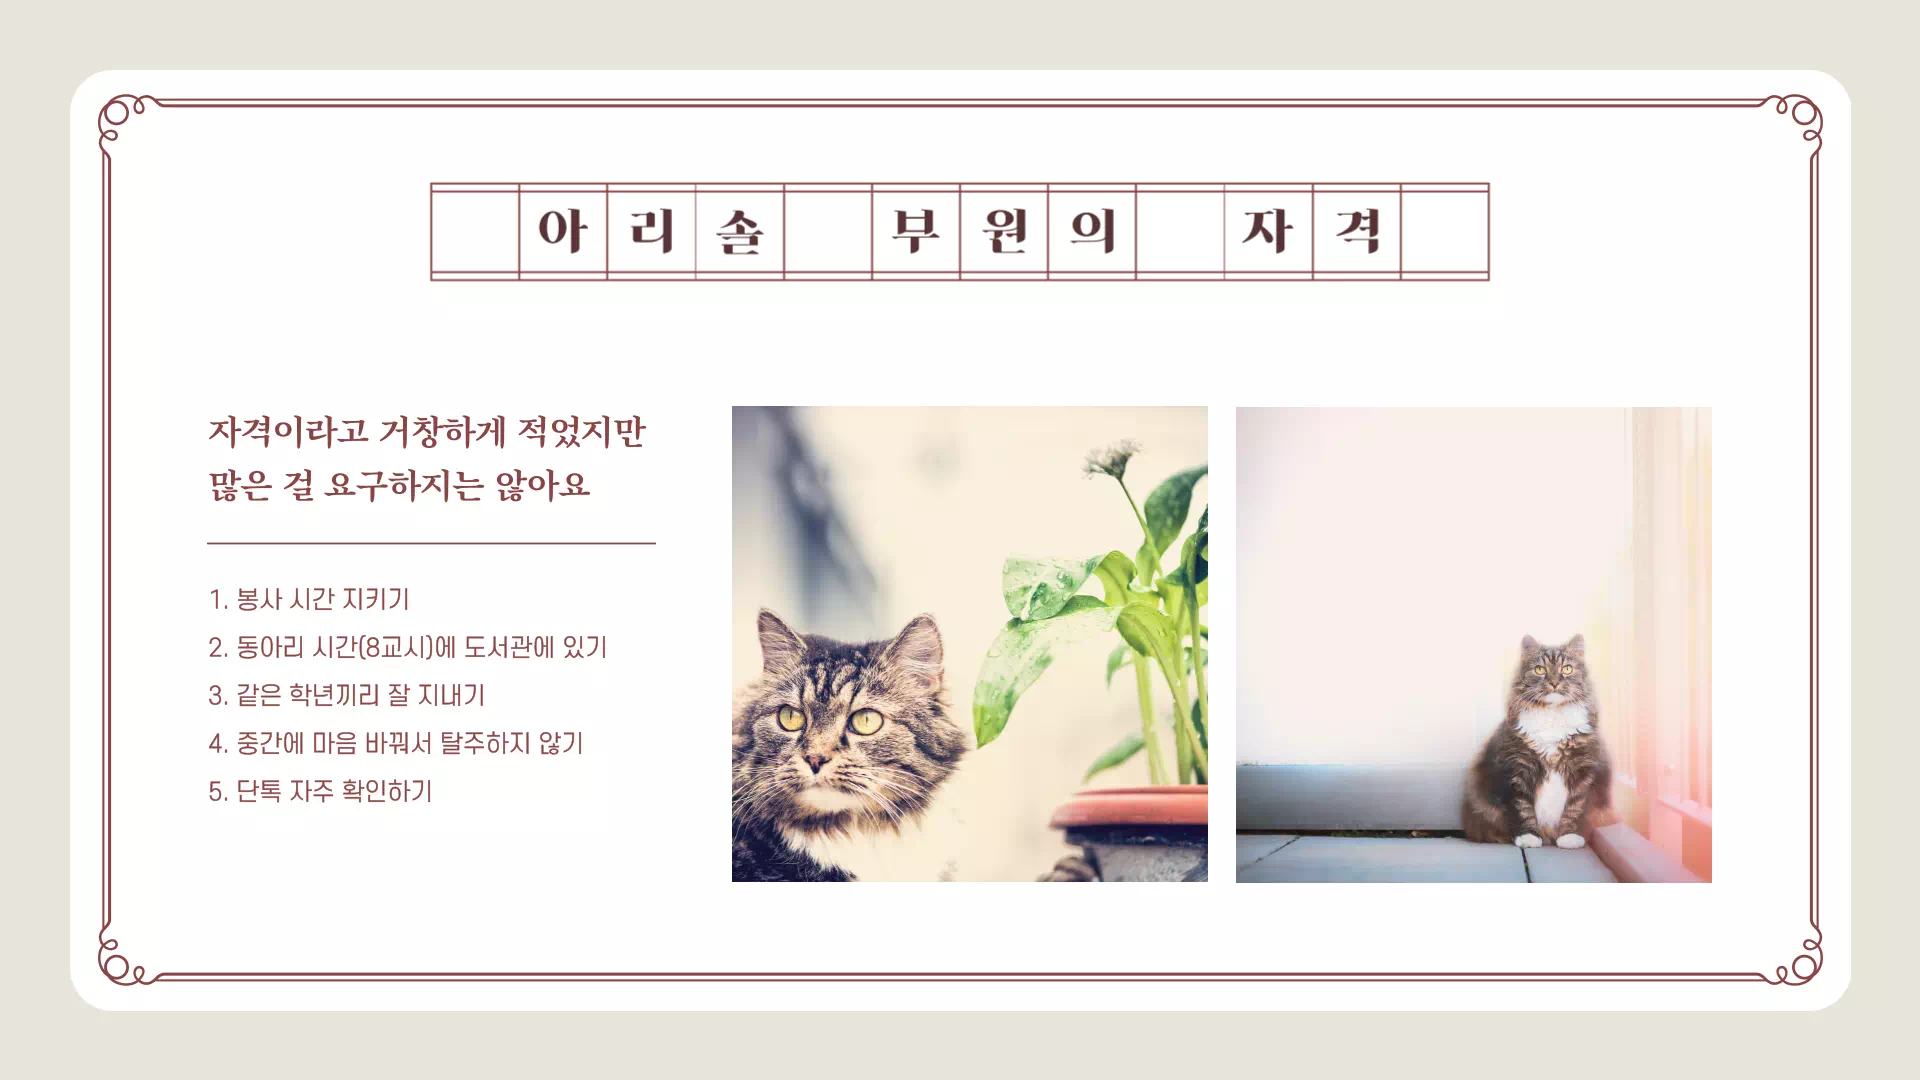 아리솔 부원의 자격
자격이라고 거창하게 적었지만
많은 걸 요구하지는 않아요
1. 봉사 시간 지키기
2. 동아리 시간(8교시)에 도서관에 있기
3. 같은 학년끼리 잘 지내기
4. 중간에 마음 바꿔서 탈주하지 않기
5. 단톡 자주 확인하기